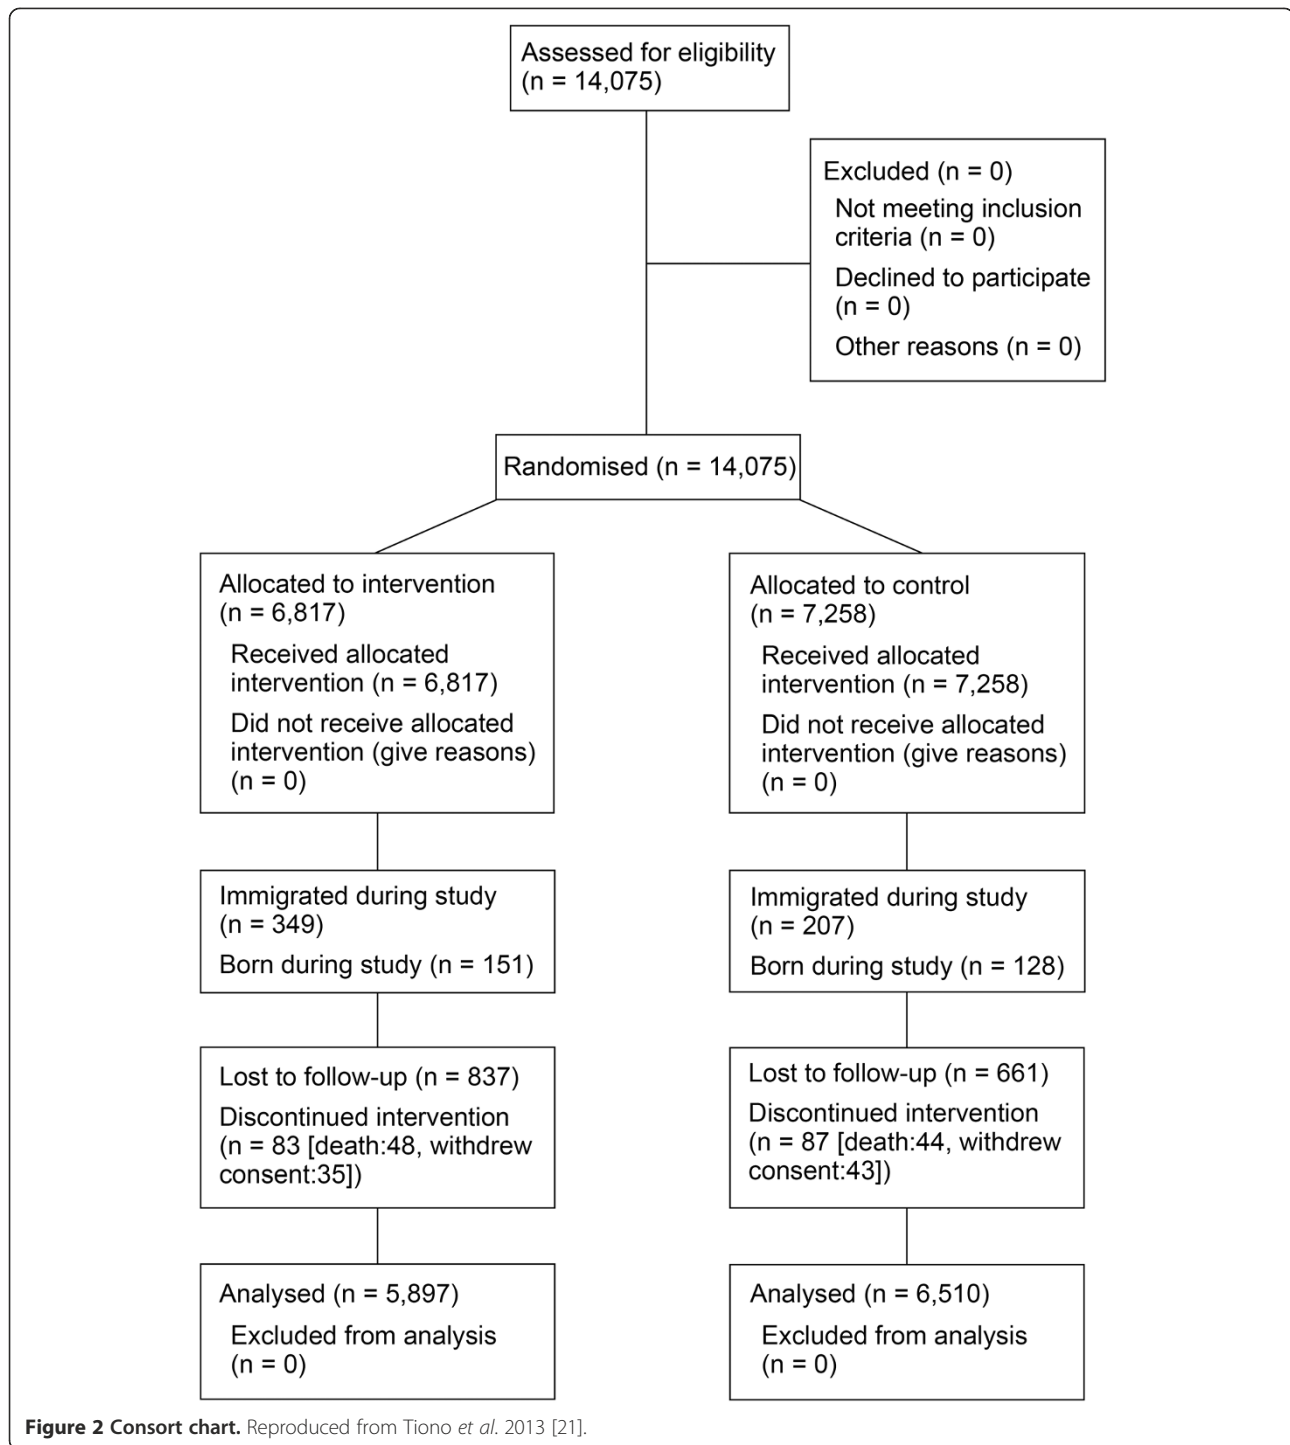 Assessed for eligibility
(n = 14,075)
Excluded (n = 0)
Not meeting inclusion
criteria (n = 0)
Declined to participate
(n = 0)
Other reasons (n = 0)
Randomised (n = 14,075)
Allocated to intervention
(n = 6,817)
Received allocated
intervention (n = 6,817)
Did not receive allocated
intervention (give reasons)
(n = 0)
Allocated to control
(n = 7,258)
Received allocated
intervention (n = 7,258)
Did not receive allocated
intervention (give reasons)
(n = 0)
Immigrated during study
(n = 349)
Born during study (n = 151)
Immigrated during study
(n = 207)
Born during study (n = 128)
Lost to follow-up (n = 837)
Discontinued intervention
(n = 83 [death:48, withdrew
consent:35])
Lost to follow-up (n = 661)
Discontinued intervention
(n = 87 [death:44, withdrew
consent:43])
Analysed (n = 5,897)
Excluded from analysis
(n = 0)
Analysed (n = 6,510)
Excluded from analysis
(n = 0)
Figure 2 Consort chart. Reproduced from Tiono et al. 2013 [21].